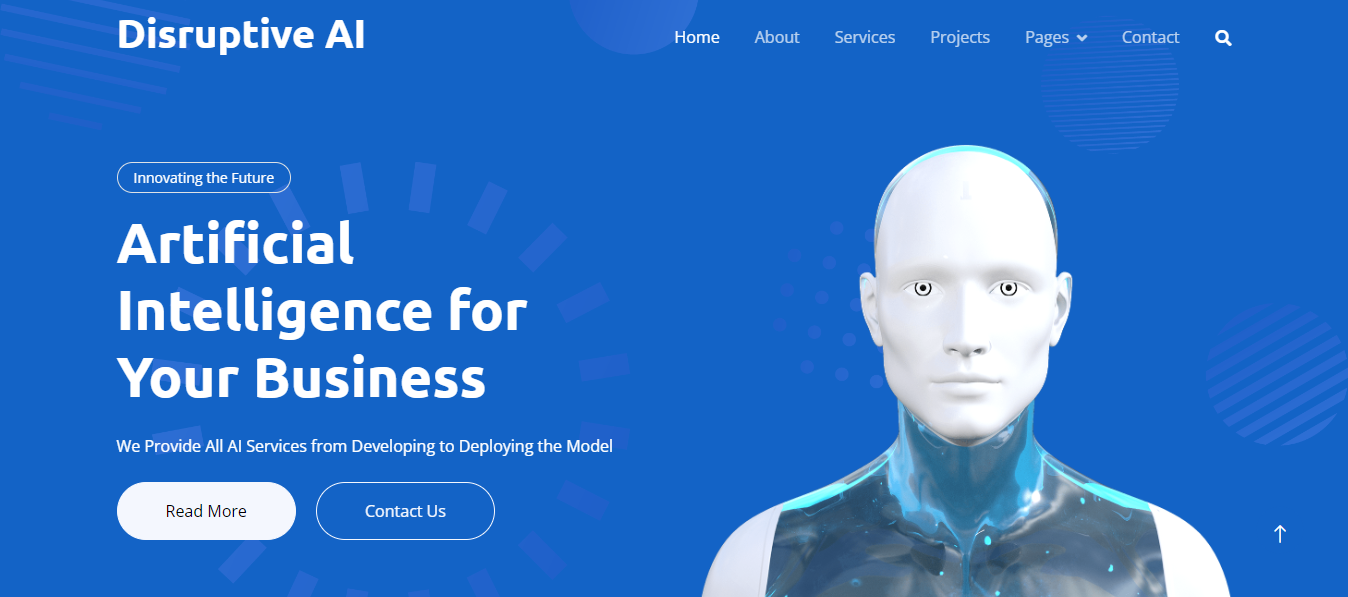 Disruptive AI
Home About Services Projects Pages Contact
Innovating the Future
Artificial
Intelligence for
Your Business
We Provide All AI Services from Developing to Deploying the Model
Read More Contact Us